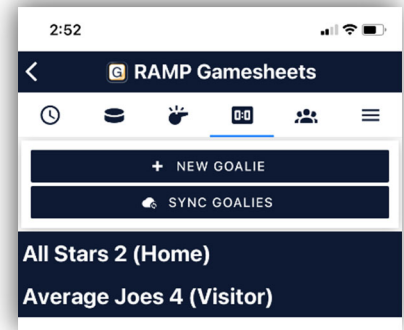 2:52
G RAMP Gamesheets
0:0
+ NEW GOALIE
SYNC GOALIES
All Stars 2 (Home)
Average Joes 4 (Visitor)